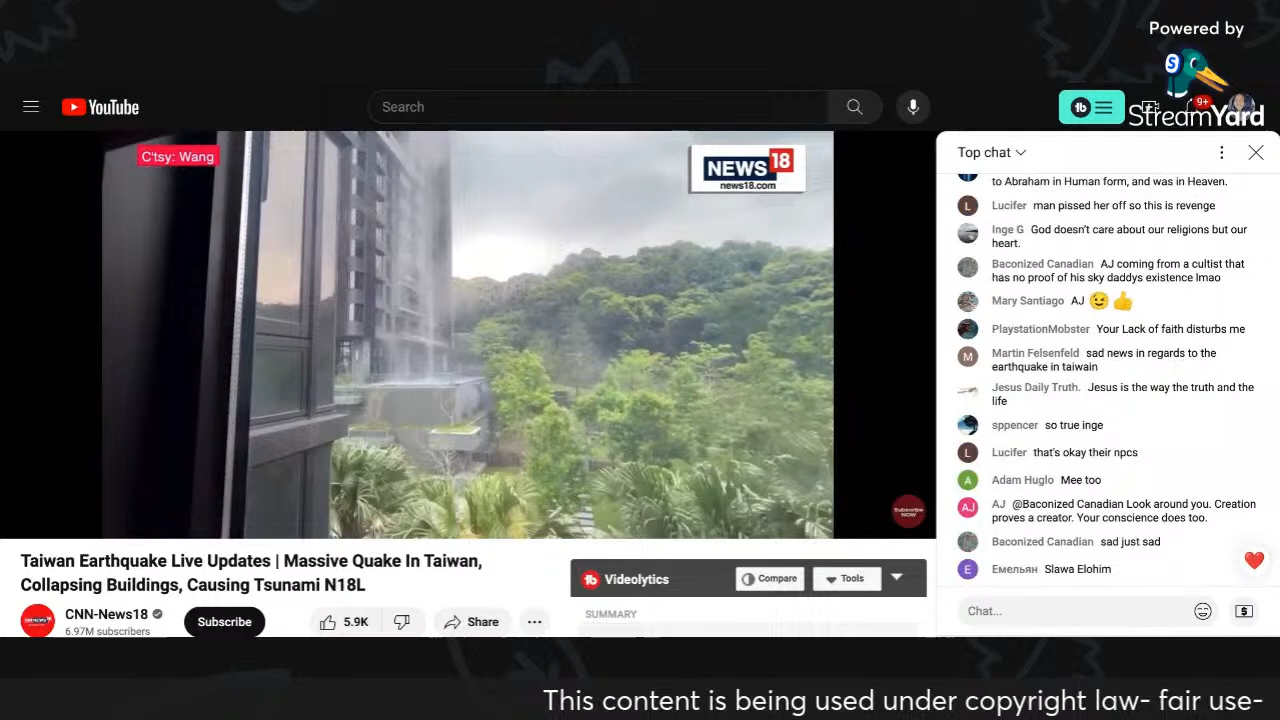 Powered by
S
StreamYard
YouTube
Search
9+
C'tsy: Wang
NEWS 18
news18.com
Subscribe
NOW
Top chat
to Abraham in Human form, and was in Heaven.
L Lucifer man pissed her off so this is revenge
Inge G God doesn't care about our religions but our
heart.
Baconized Canadian AJ coming from a cultist that
has no proof of his sky daddys existence lmao
Mary Santiago AJ 😉 👍
PlaystationMobster Your Lack of faith disturbs me
M Martin Felsenfeld sad news in regards to the
earthquake in taiwain
Jesus Daily Truth. Jesus is the way the truth and the
life
sppencer so true inge
L Lucifer that's okay their npcs
A Adam Huglo Mee too
AJ AJ @Baconized Canadian Look around you. Creation
proves a creator. Your conscience does too.
Baconized Canadian sad just sad
E Емельян Slawa Elohim
Chat...
Taiwan Earthquake Live Updates | Massive Quake In Taiwan,
Collapsing Buildings, Causing Tsunami N18L
CNN-News18
6.97M subscribers
Subscribe
5.9K
Share
Videolytics
Compare
Tools
SUMMARY
This content is being used under copyright law- fair use-